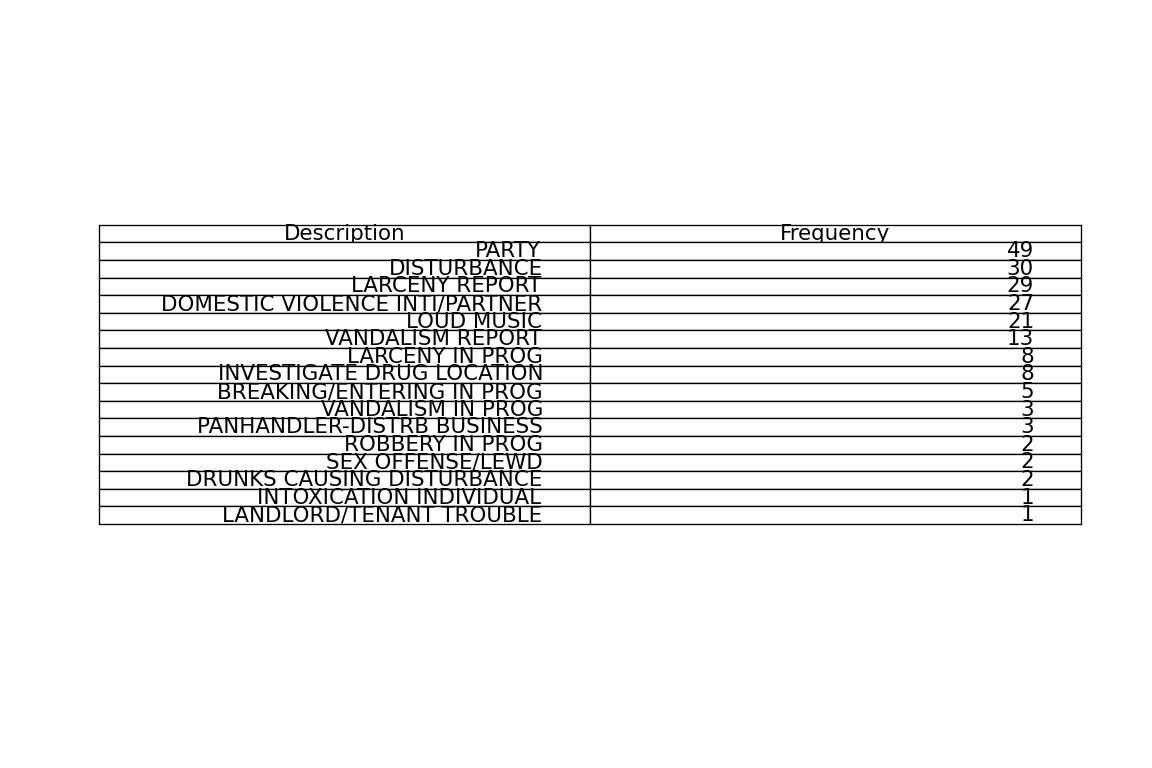 Description Frequency
PARTY 49
DISTURBANCE 30
LARCENY REPORT 29
DOMESTIC VIOLENCE INTI/PARTNER 27
LOUD MUSIC 21
VANDALISM REPORT 13
LARCENY IN PROG 8
INVESTIGATE DRUG LOCATION 8
BREAKING/ENTERING IN PROG 5
VANDALISM IN PROG 3
PANHANDLER-DISTRB BUSINESS 3
ROBBERY IN PROG 2
SEX OFFENSE/LEWD 2
DRUNKS CAUSING DISTURBANCE 2
INTOXICATION INDIVIDUAL 1
LANDLORD/TENANT TROUBLE 1